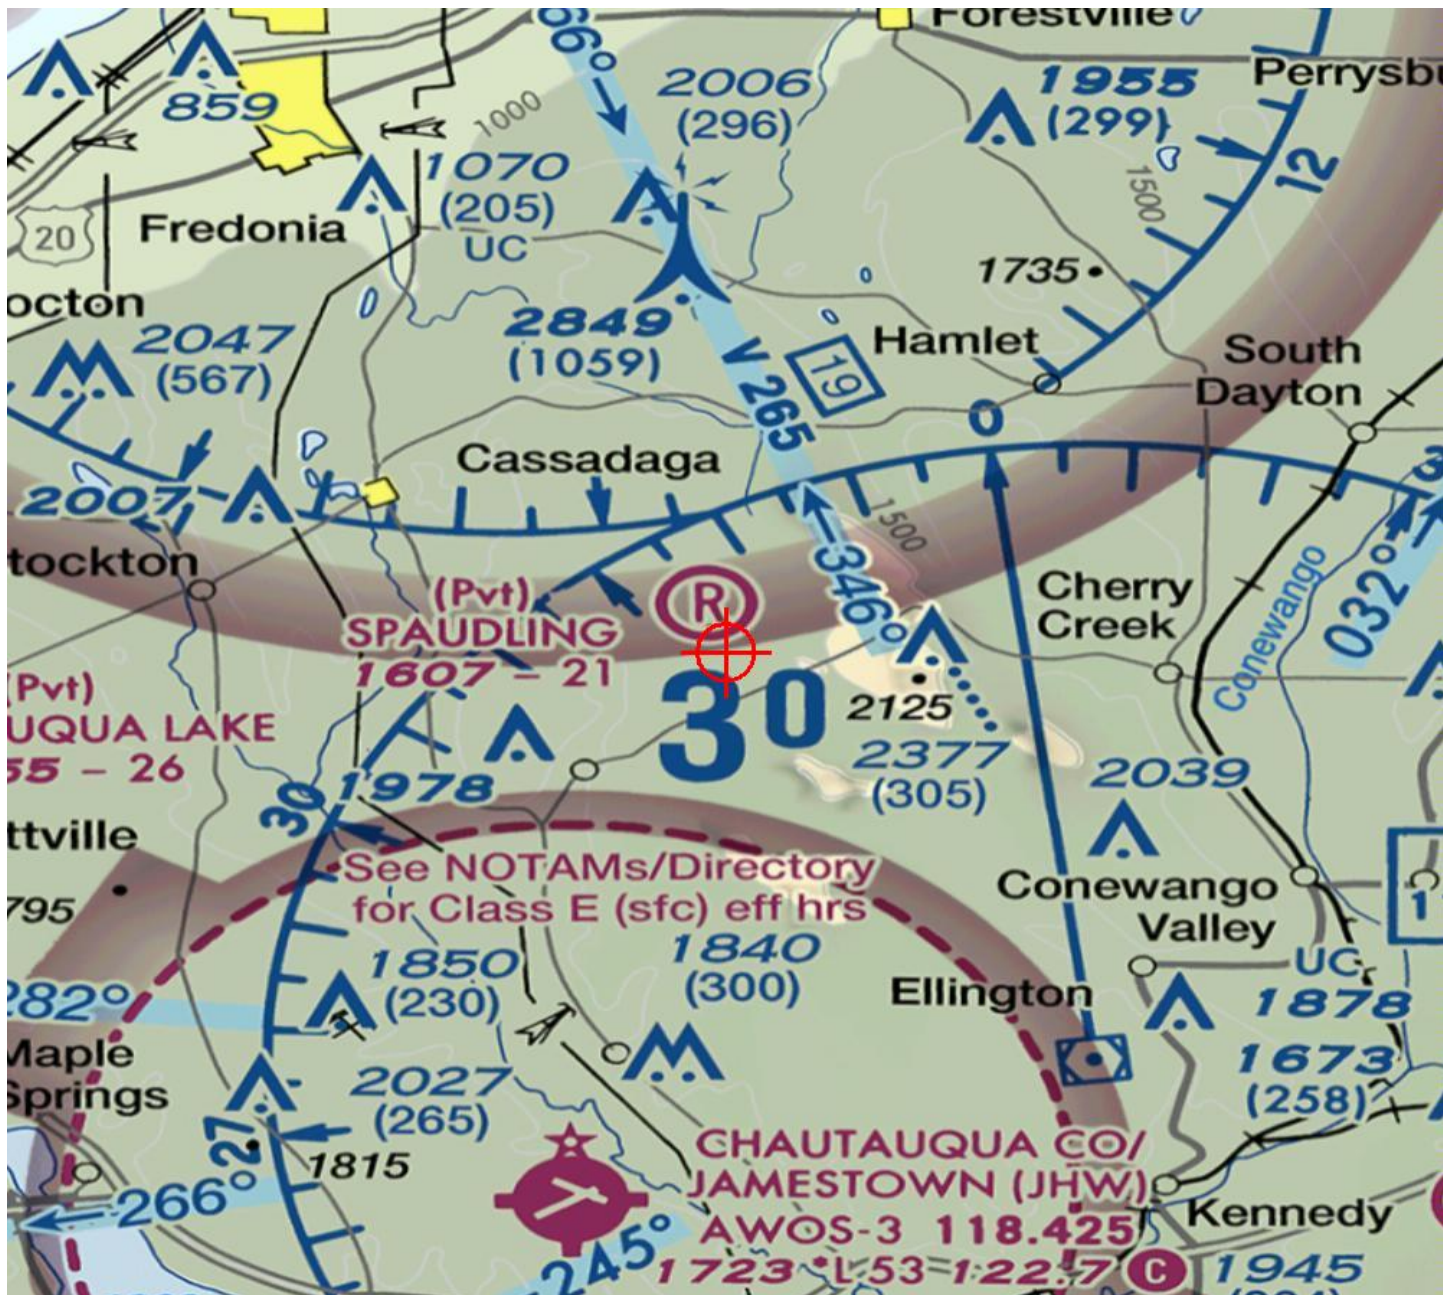 66°
Forestville
Perrysbu
859
2006
(296)
1955
(299)
1000
1070
(205)
UC
12
1500
20
Fredonia
1735
octon
2047
(567)
2849
(1059)
V 265
19
Hamlet
South
Dayton
0
Cassadaga
3
2007
1500
tockton
(Pvt)
SPAUDLING
1607 – 21
R
346°
Cherry
Creek
Conewango
032°
(Pvt)
UQUA LAKE
55 – 26
30
2125
2377
(305)
2039
30
1978
ttville
795
See NOTAMs/Directory
for Class E (sfc) eff hrs
Conewango
Valley
1
1850
(230)
1840
(300)
Ellington
UC
1878
282°
Maple
Springs
2027
(265)
1673
(258)
27
1815
266°
245°
CHAUTAUQUA CO/
JAMESTOWN (JHW)
AWOS-3 118.425
1723 *L 53 122.7 C
Kennedy
1945